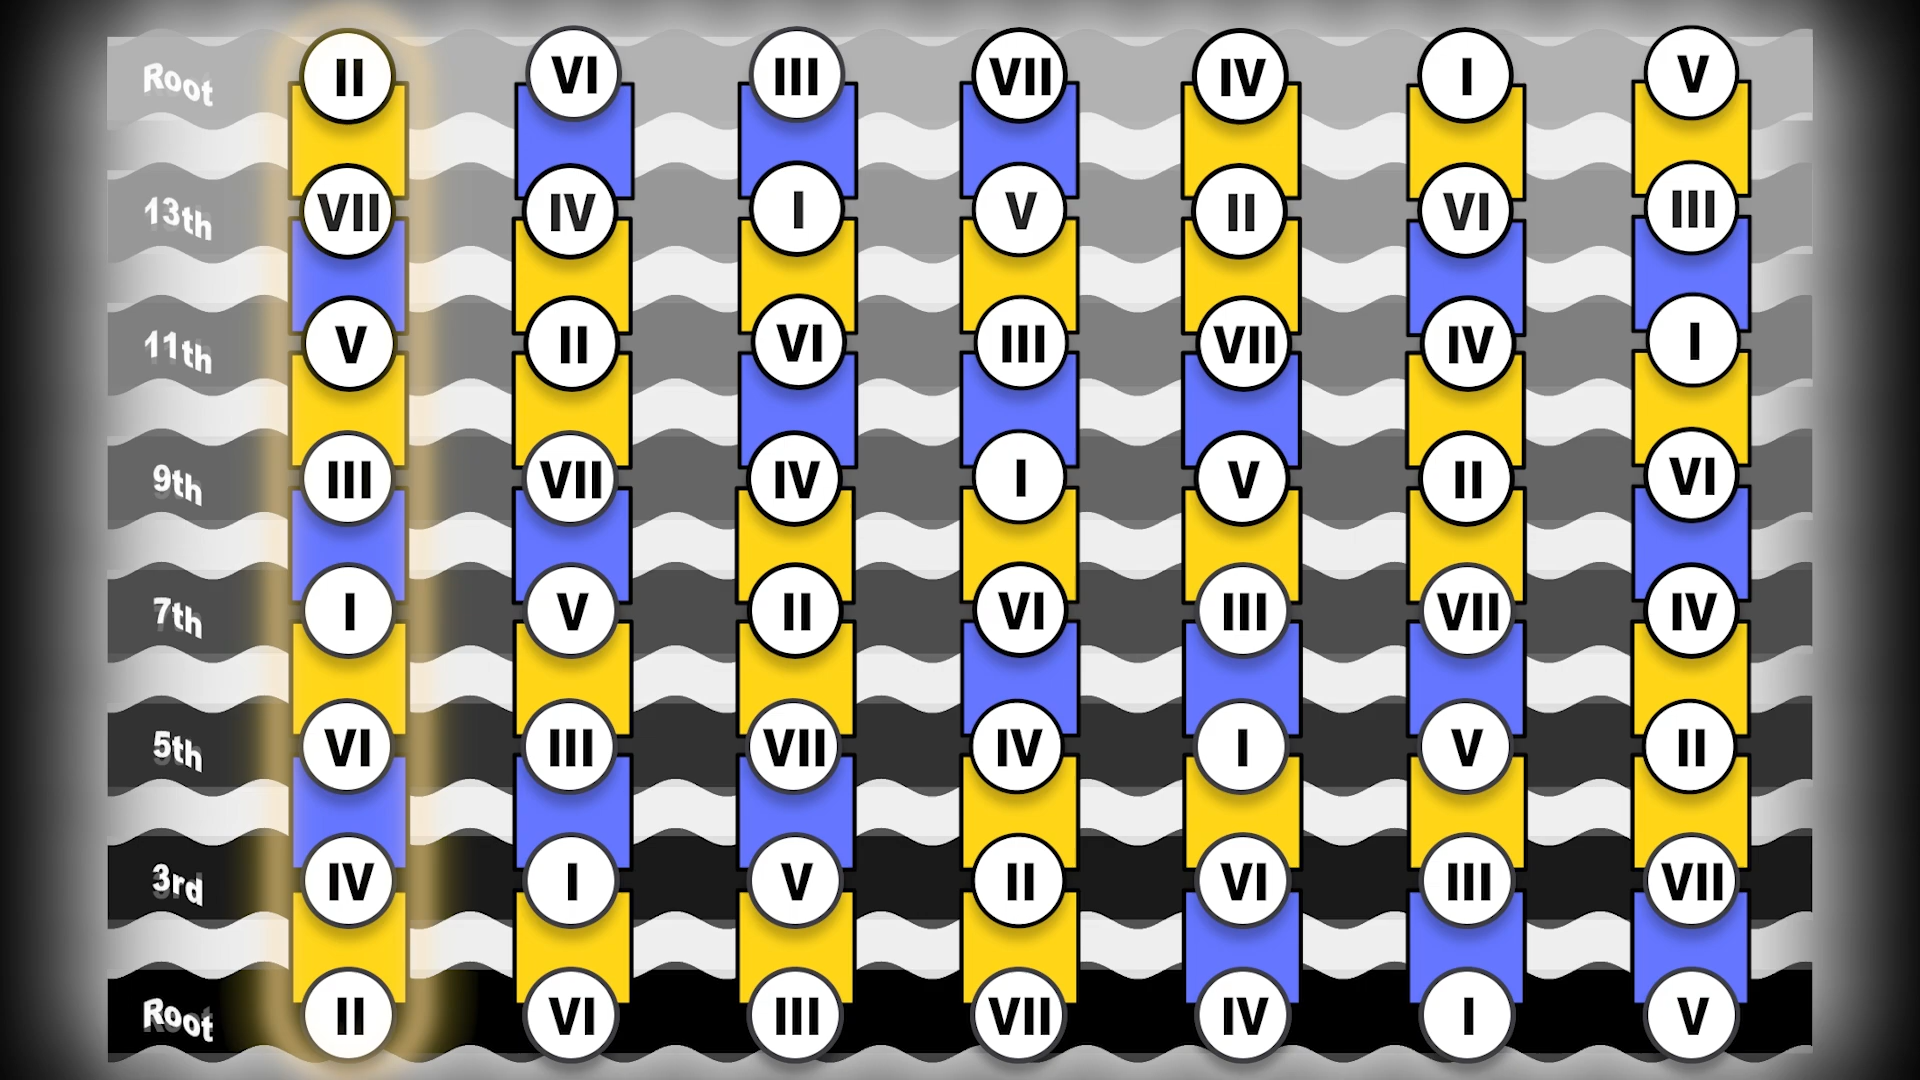 Root II VI III VII IV I V
13th VII IV I V II VI III
11th V II VI III VII IV I
9th III VII IV I V II VI
7th I V II VI III VII IV
5th VI III VII IV I V II
3rd IV I V II VI III VII
Root II VI III VII IV I V